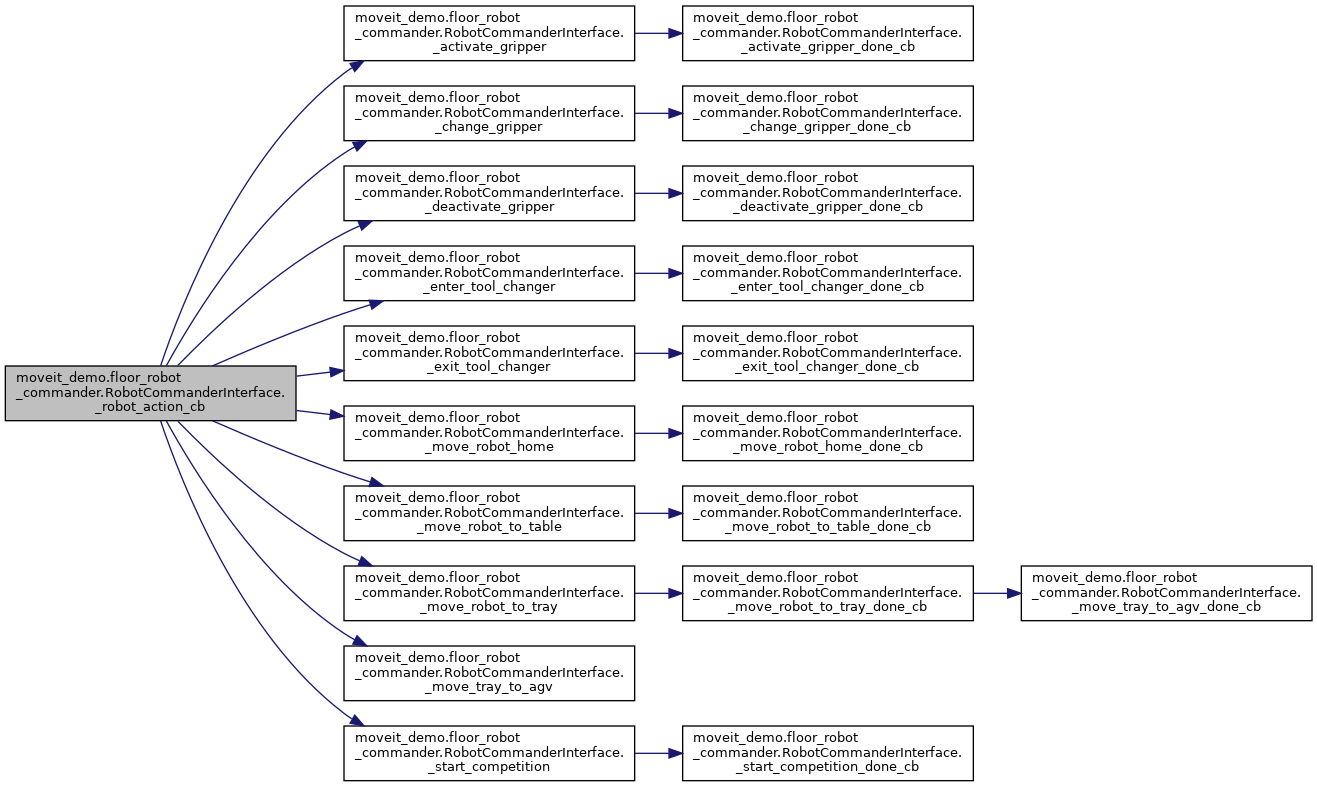 moveit_demo.floor_robot
_commander.RobotCommanderInterface.
_robot_action_cb
moveit_demo.floor_robot
_commander.RobotCommanderInterface.
_activate_gripper
moveit_demo.floor_robot
_commander.RobotCommanderInterface.
_activate_gripper_done_cb
moveit_demo.floor_robot
_commander.RobotCommanderInterface.
_change_gripper
moveit_demo.floor_robot
_commander.RobotCommanderInterface.
_change_gripper_done_cb
moveit_demo.floor_robot
_commander.RobotCommanderInterface.
_deactivate_gripper
moveit_demo.floor_robot
_commander.RobotCommanderInterface.
_deactivate_gripper_done_cb
moveit_demo.floor_robot
_commander.RobotCommanderInterface.
_enter_tool_changer
moveit_demo.floor_robot
_commander.RobotCommanderInterface.
_enter_tool_changer_done_cb
moveit_demo.floor_robot
_commander.RobotCommanderInterface.
_exit_tool_changer
moveit_demo.floor_robot
_commander.RobotCommanderInterface.
_exit_tool_changer_done_cb
moveit_demo.floor_robot
_commander.RobotCommanderInterface.
_move_robot_home
moveit_demo.floor_robot
_commander.RobotCommanderInterface.
_move_robot_home_done_cb
moveit_demo.floor_robot
_commander.RobotCommanderInterface.
_move_robot_to_table
moveit_demo.floor_robot
_commander.RobotCommanderInterface.
_move_robot_to_table_done_cb
moveit_demo.floor_robot
_commander.RobotCommanderInterface.
_move_robot_to_tray
moveit_demo.floor_robot
_commander.RobotCommanderInterface.
_move_robot_to_tray_done_cb
moveit_demo.floor_robot
_commander.RobotCommanderInterface.
_move_tray_to_agv_done_cb
moveit_demo.floor_robot
_commander.RobotCommanderInterface.
_move_tray_to_agv
moveit_demo.floor_robot
_commander.RobotCommanderInterface.
_start_competition
moveit_demo.floor_robot
_commander.RobotCommanderInterface.
_start_competition_done_cb